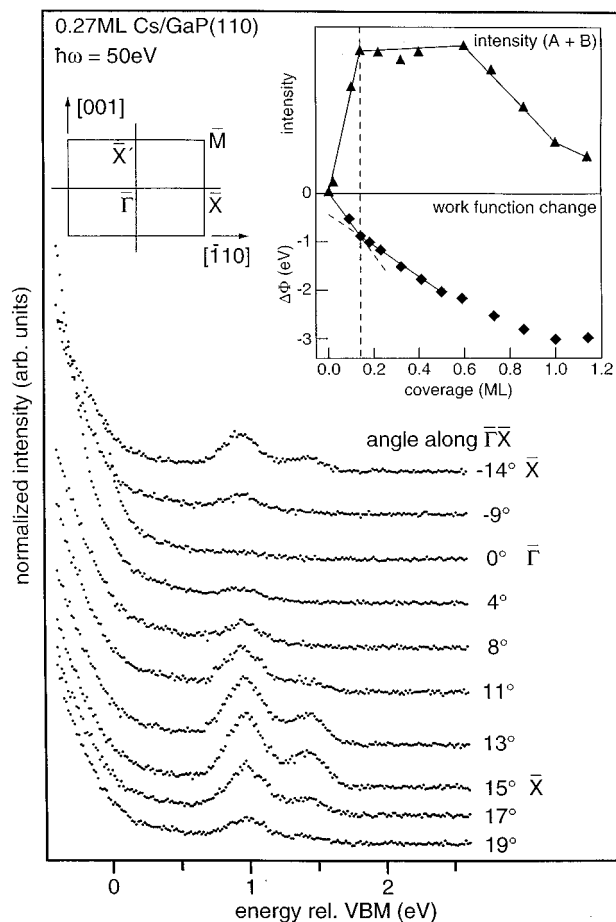 0.27ML Cs/GaP(110)
ħω = 50eV
[001]
X̄′
M̄
Γ̄
X̄
[1̄10]
intensity (A + B)
intensity
0
work function change
-1
-2
-3
ΔΦ (eV)
0.0 0.2 0.4 0.6 0.8 1.0 1.2
coverage (ML)
normalized intensity (arb. units)
angle along Γ̄X̄
-14° X̄
-9°
0° Γ̄
4°
8°
11°
13°
15° X̄
17°
19°
0 1 2
energy rel. VBM (eV)